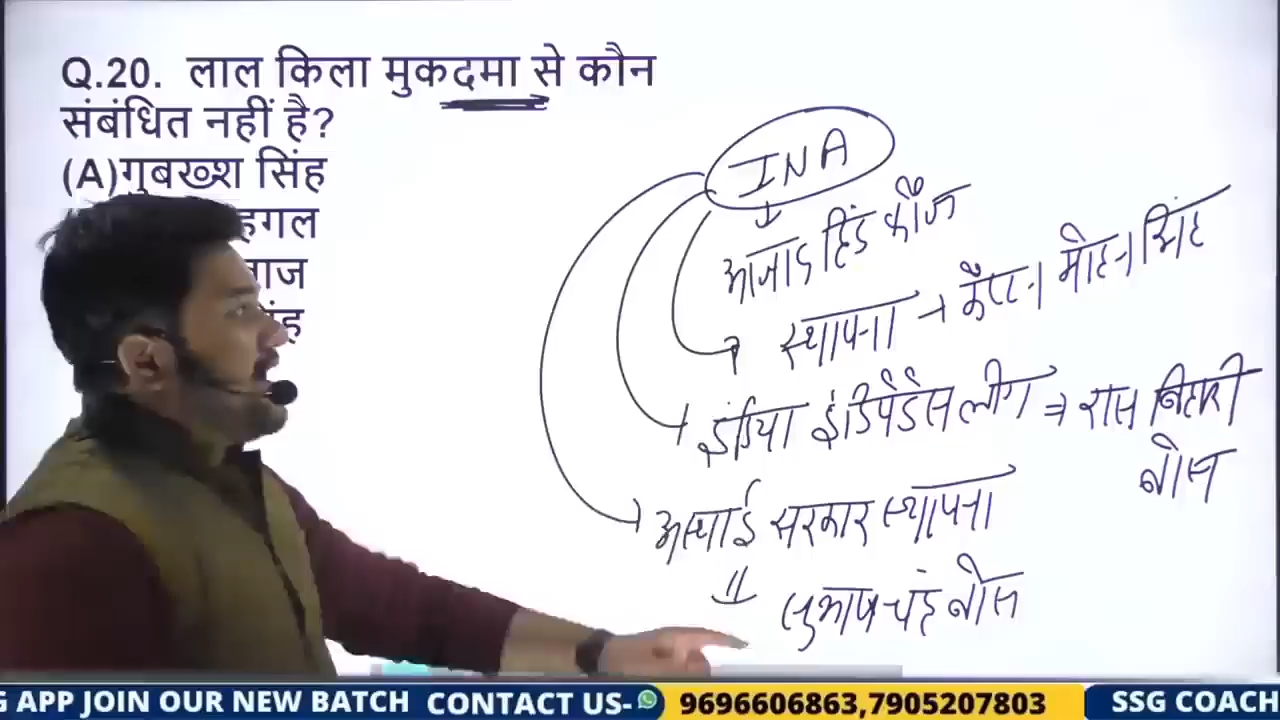 Q.20. लाल किला मुकदमा से कौन
संबंधित नहीं है?
(A)गुबख्श सिंह
हगल
ाज
ंह
INA
आजाद हिंद फौज
स्थापना → कैप्टन मोहन सिंह
इंडिया इंडिपेंडेंस लीग ⇒ रास बिहारी
बोस
अस्थाई सरकार स्थापना
सुभाष चंद्र बोस
G APP JOIN OUR NEW BATCH CONTACT US- 9696606863,7905207803 SSG COACH